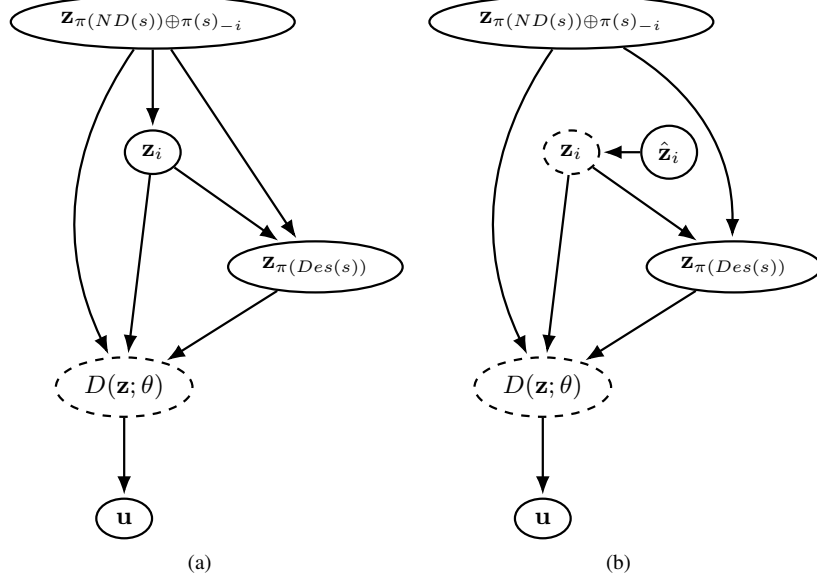 𝐳_{π(ND(s))⊕π(s)_{−i}}
𝐳_i
𝐳_{π(Des(s))}
D(𝐳; θ)
𝐮
(a)
𝐳_{π(ND(s))⊕π(s)_{−i}}
𝐳_i
ẑ_i
𝐳_{π(Des(s))}
D(𝐳; θ)
𝐮
(b)